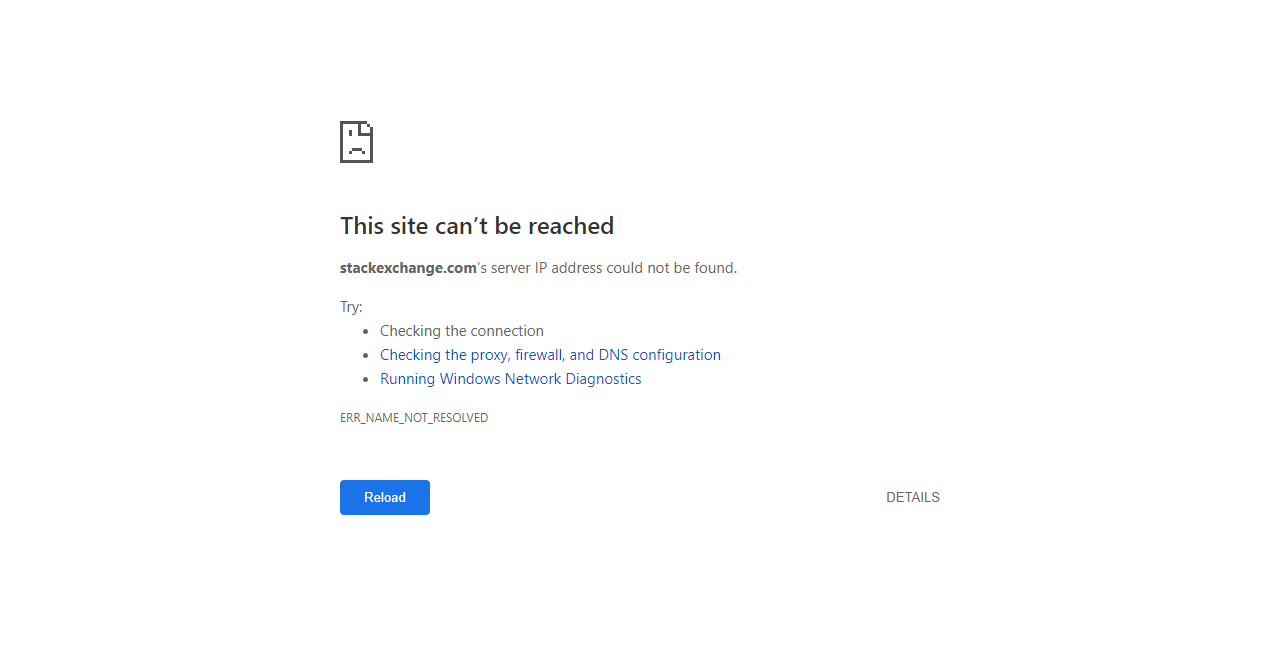 This site can’t be reached
stackexchange.com’s server IP address could not be found.
Try:
Checking the connection
Checking the proxy, firewall, and DNS configuration
Running Windows Network Diagnostics
ERR_NAME_NOT_RESOLVED
Reload
DETAILS